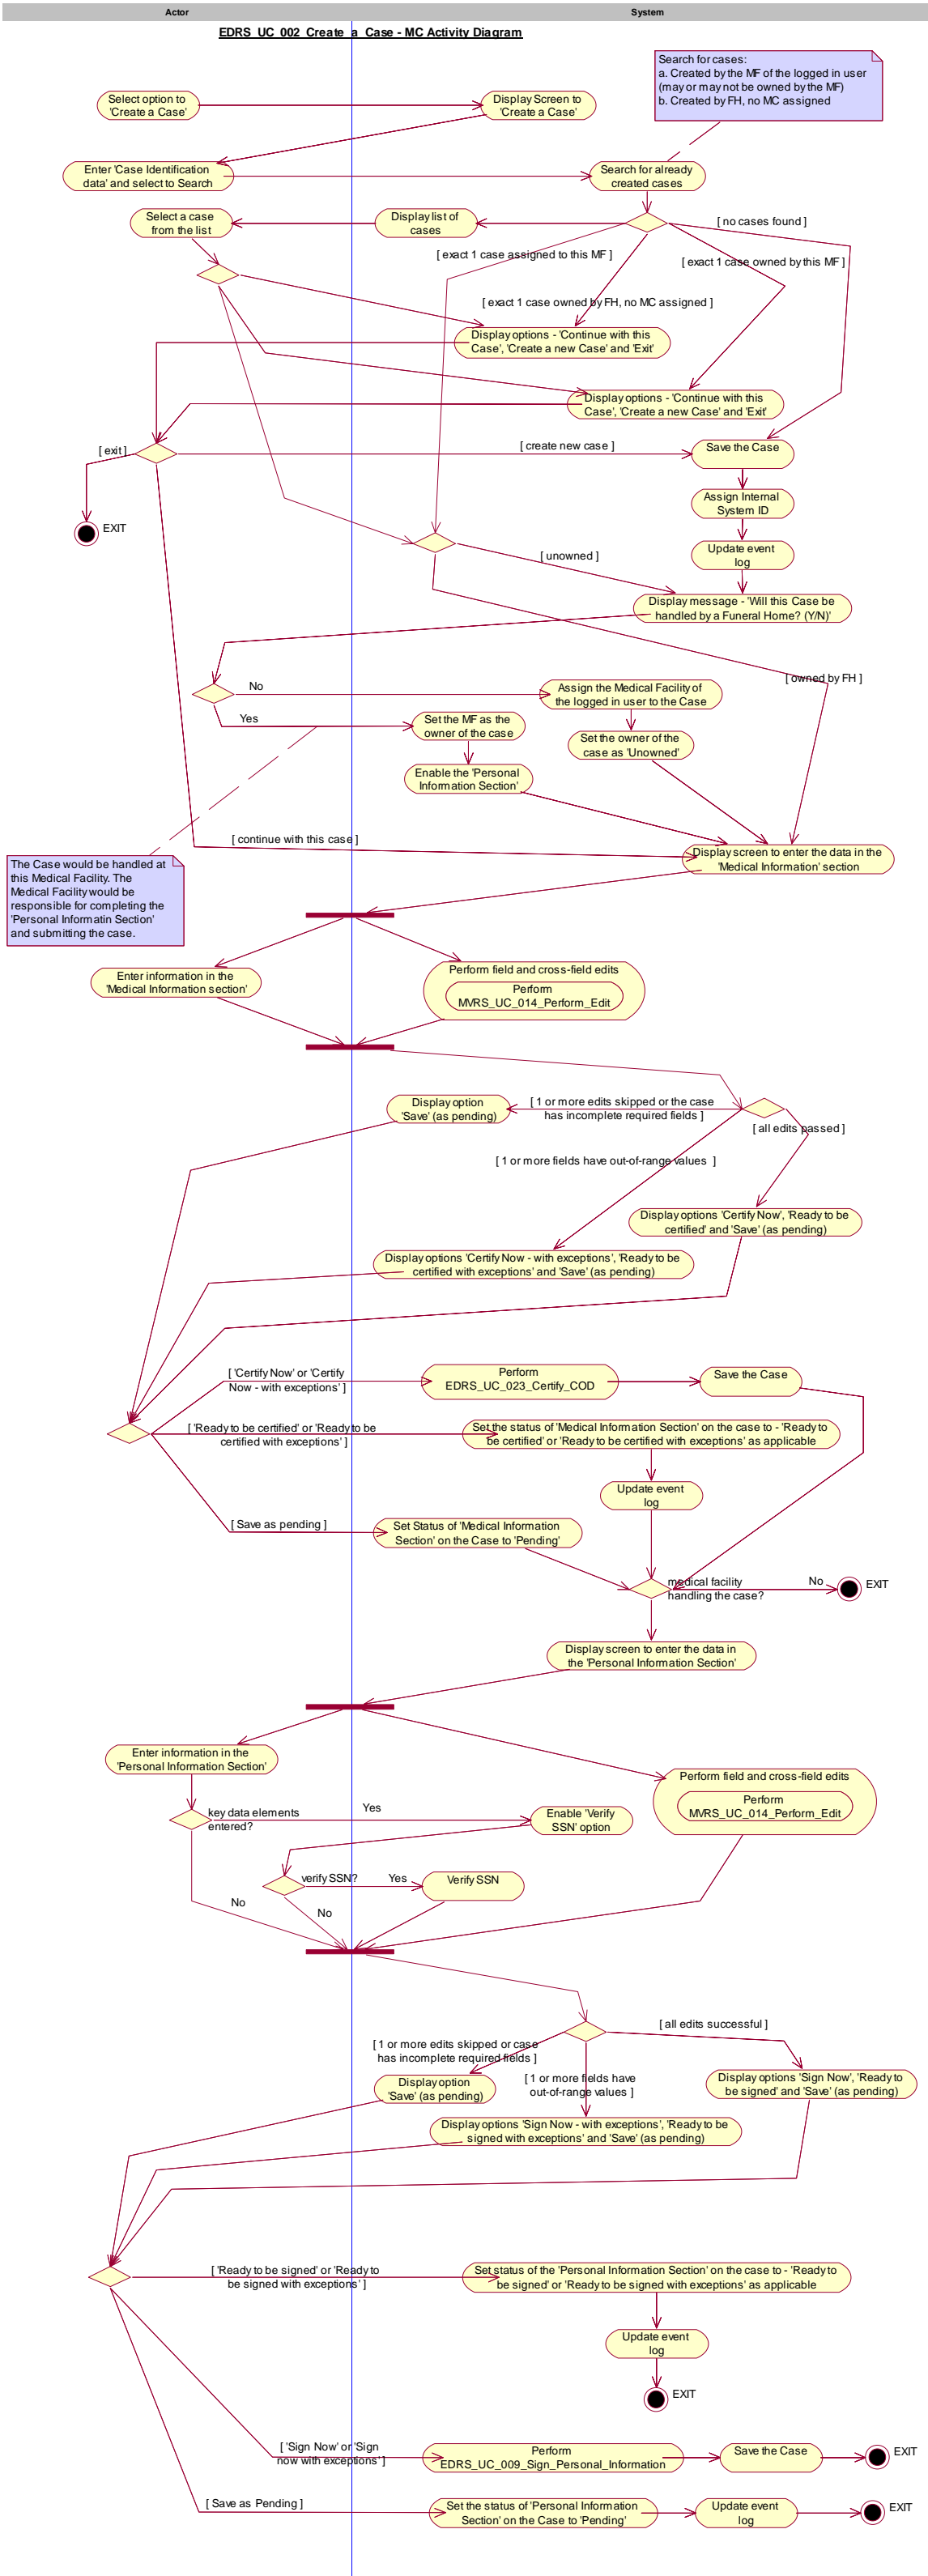 Actor
System
EDRS_UC_002_Create_a_Case - MC Activity Diagram
Search for cases:
a. Created by the MF of the logged in user
(may or may not be owned by the MF)
b. Created by FH, no MC assigned
Select option to
'Create a Case'
Display Screen to
'Create a Case'
Enter 'Case Identification
data' and select to Search
Search for already
created cases
Select a case
from the list
Display list of
cases
[ no cases found ]
[ exact 1 case assigned to this MF ]
[ exact 1 case owned by this MF ]
[ exact 1 case owned by FH, no MC assigned ]
Display options - 'Continue with this
Case', 'Create a new Case' and 'Exit'
Display options - 'Continue with this
Case', 'Create a new Case' and 'Exit'
[ exit ]
[ create new case ]
Save the Case
Assign Internal
System ID
EXIT
Update event
log
[ unowned ]
Display message - 'Will this Case be
handled by a Funeral Home? (Y/N)'
[ owned by FH ]
No
Assign the Medical Facility of
the logged in user to the Case
Yes
Set the MF as the
owner of the case
Set the owner of the
case as 'Unowned'
Enable the 'Personal
Information Section'
[ continue with this case ]
Display screen to enter the data in the
'Medical Information' section
The Case would be handled at
this Medical Facility. The
Medical Facility would be
responsible for completing the
'Personal Informatin Section'
and submitting the case.
Enter information in the
'Medical Information section'
Perform field and cross-field edits
Perform
MVRS_UC_014_Perform_Edit
Display option
'Save' (as pending)
[ 1 or more edits skipped or the case
has incomplete required fields ]
[ all edits passed ]
[ 1 or more fields have out-of-range values  ]
Display options 'Certify Now', 'Ready to be
certified' and 'Save' (as pending)
Display options 'Certify Now - with exceptions', 'Ready to be
certified with exceptions' and 'Save' (as pending)
[ 'Certify Now' or 'Certify
Now - with exceptions' ]
Perform
EDRS_UC_023_Certify_COD
Save the Case
[ 'Ready to be certified' or 'Ready to be
certified with exceptions' ]
Set the status of 'Medical Information Section' on the case to - 'Ready to
be certified' or 'Ready to be certified with exceptions' as applicable
Update event
log
[ Save as pending ]
Set Status of 'Medical Information
Section' on the Case to 'Pending'
medical facility
handling the case?
No
EXIT
Display screen to enter the data in
the 'Personal Information Section'
Enter information in the
'Personal Information Section'
Perform field and cross-field edits
Perform
MVRS_UC_014_Perform_Edit
key data elements
entered?
Yes
Enable 'Verify
SSN' option
verify SSN?
Yes
Verify SSN
No
No
[ all edits successful ]
[ 1 or more edits skipped or case
has incomplete required fields ]
[ 1 or more fields have
out-of-range values ]
Display option
'Save' (as pending)
Display options 'Sign Now', 'Ready to
be signed' and 'Save' (as pending)
Display options 'Sign Now - with exceptions', 'Ready to be
signed with exceptions' and 'Save' (as pending)
[ 'Ready to be signed' or 'Ready to
be signed with exceptions' ]
Set status of the 'Personal Information Section' on the case to - 'Ready to
be signed' or 'Ready to be signed with exceptions' as applicable
Update event
log
EXIT
[ 'Sign Now' or 'Sign
now with exceptions' ]
Perform
EDRS_UC_009_Sign_Personal_Information
Save the Case
EXIT
[ Save as Pending ]
Set the status of 'Personal Information
Section' on the Case to 'Pending'
Update event
log
EXIT